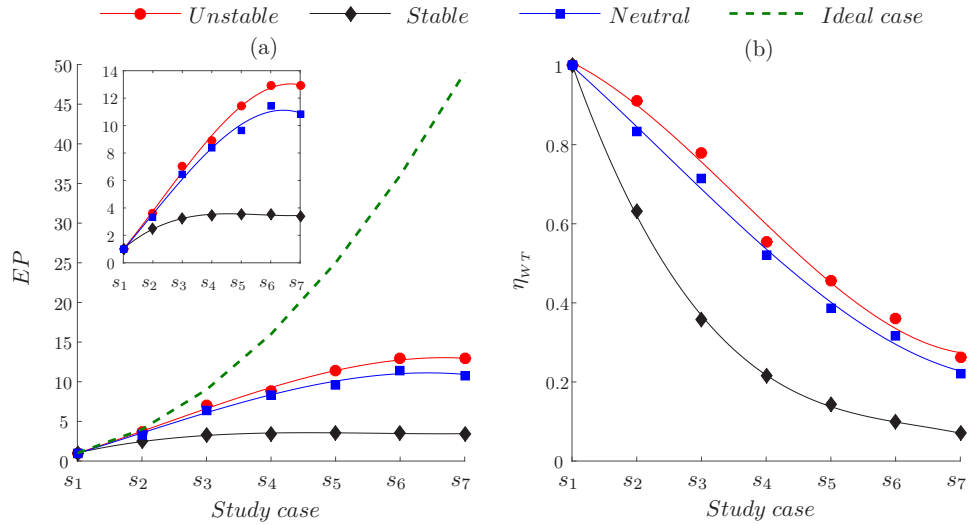 Unstable Stable Neutral Ideal case
(a)
50
45
40
35
30
25
20
15
10
5
0
EP
14
12
10
8
6
4
2
0
s1 s2 s3 s4 s5 s6 s7
s1 s2 s3 s4 s5 s6 s7
Study case
(b)
1
0.8
0.6
0.4
0.2
0
ηWT
s1 s2 s3 s4 s5 s6 s7
Study case